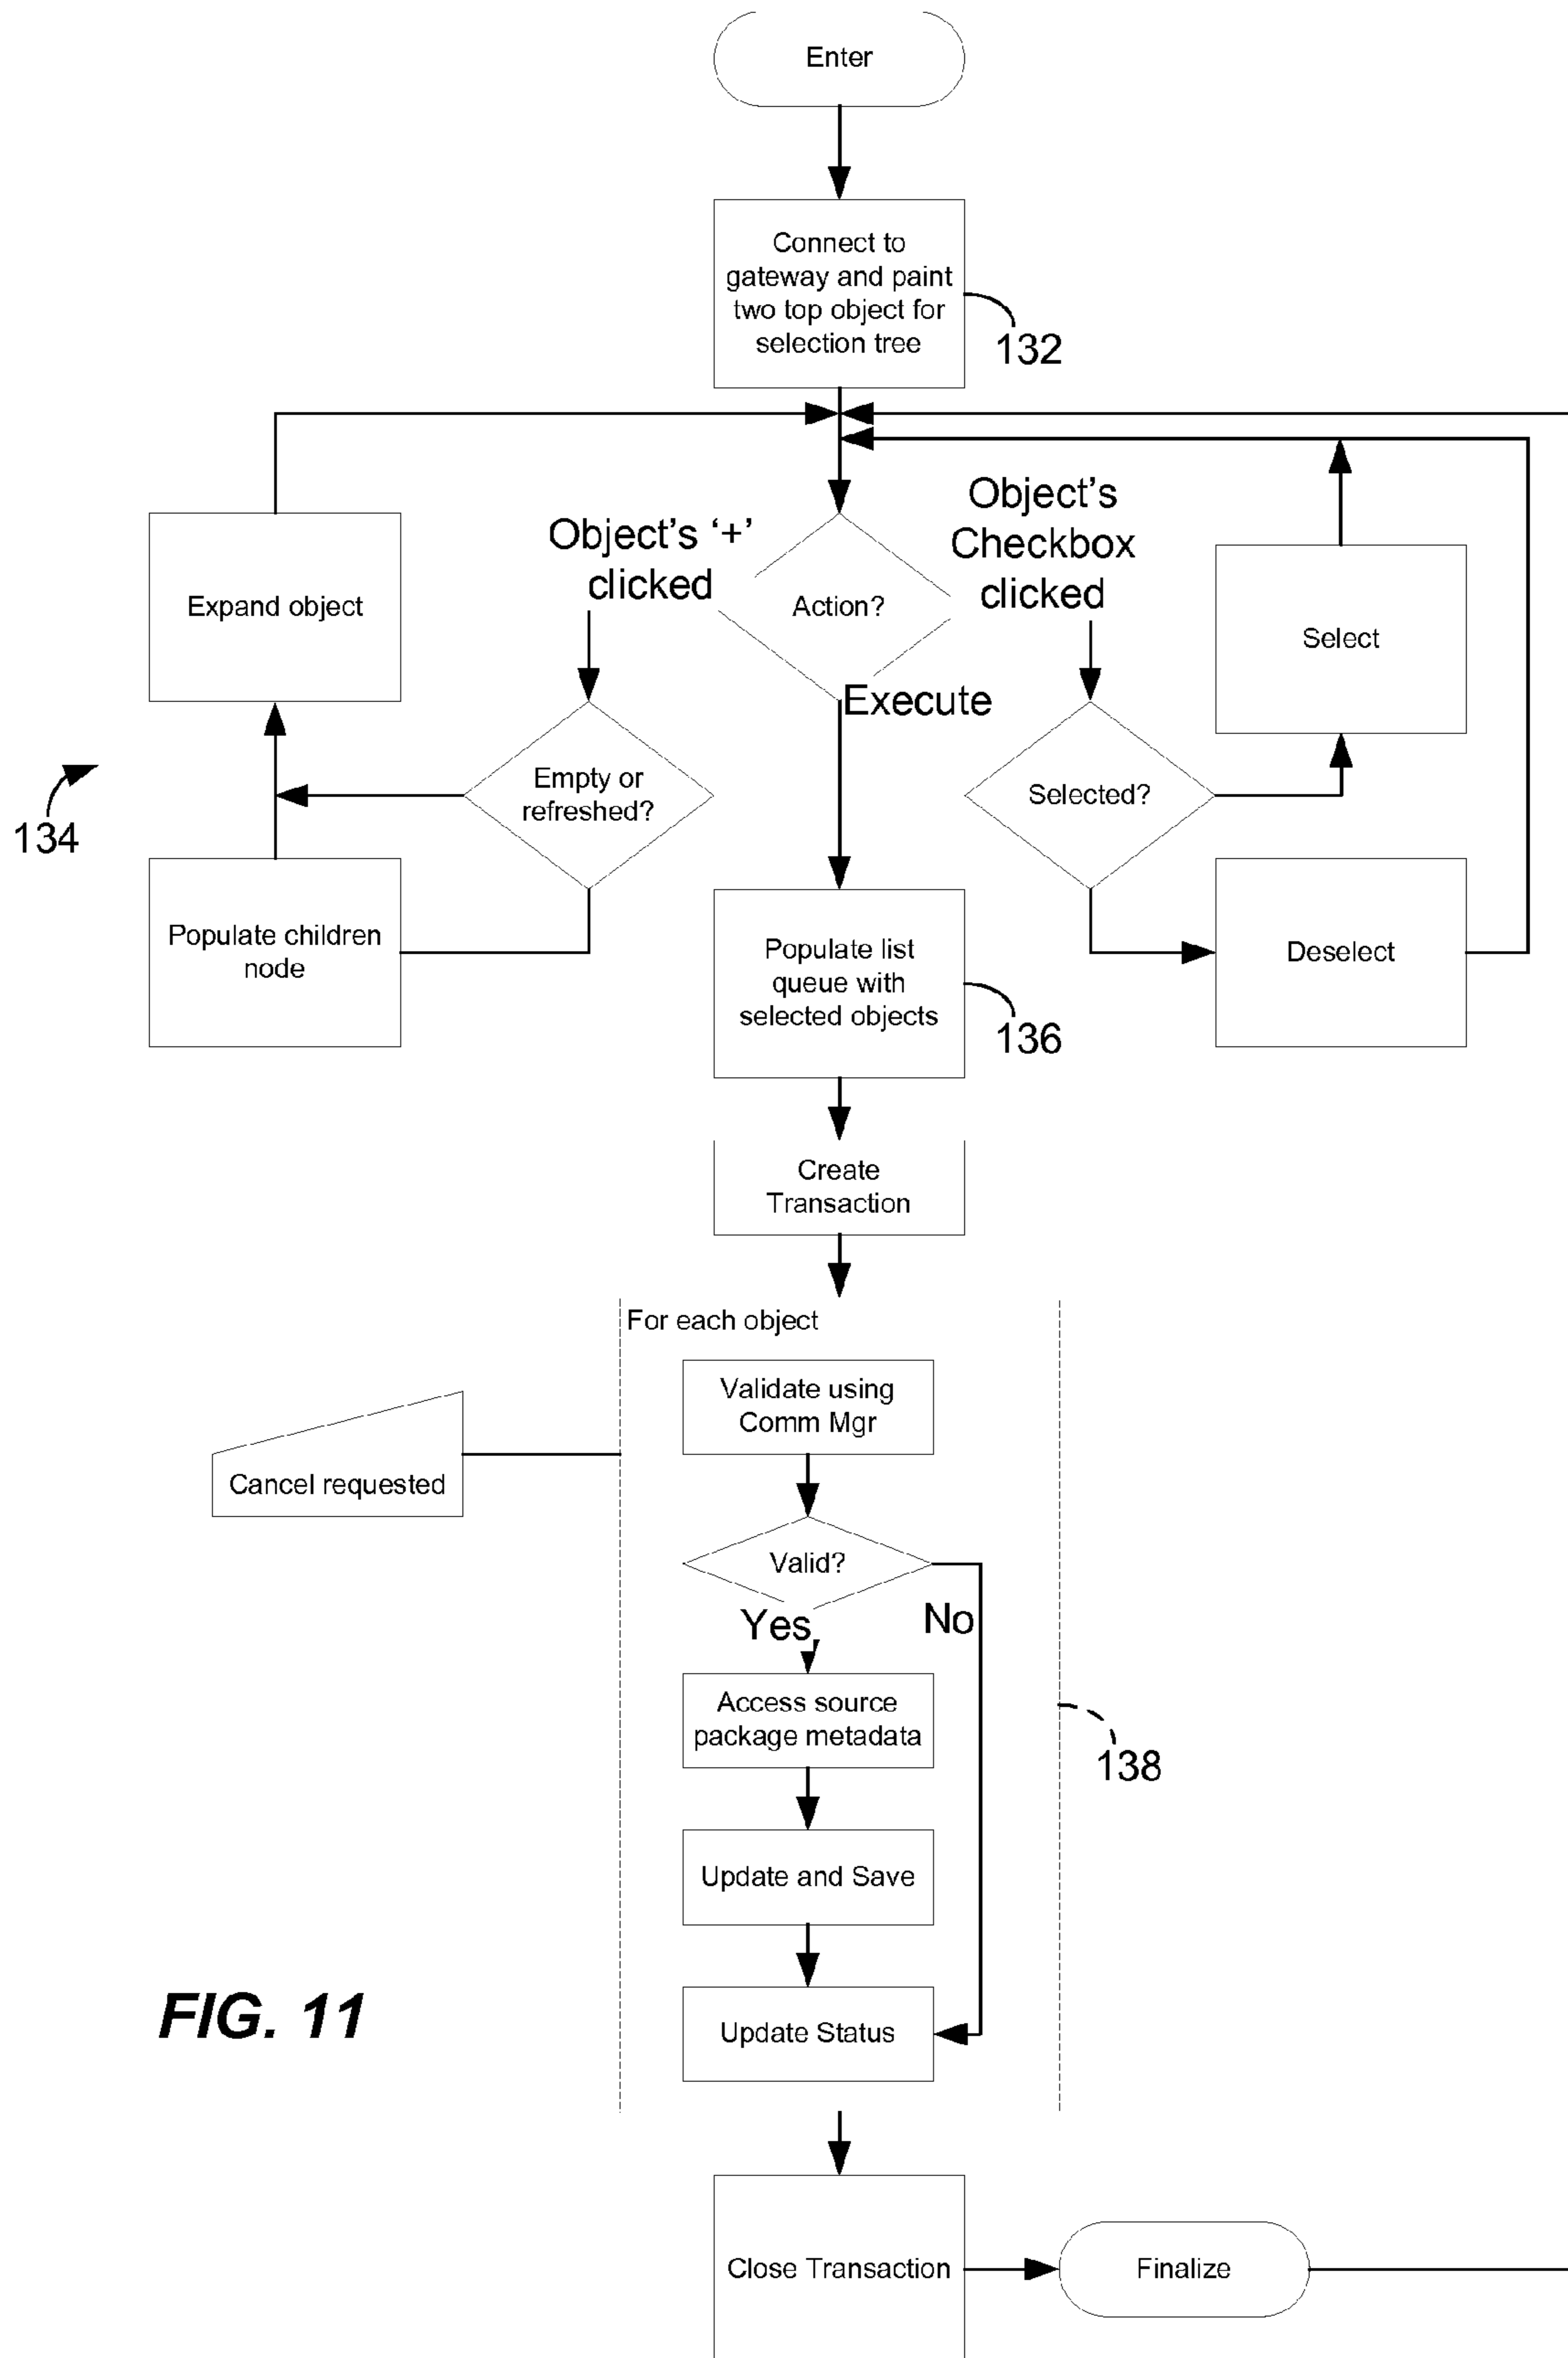 Enter
Connect to
gateway and paint
two top object for
selection tree
132
Object's '+'
clicked
Action?
Object's
Checkbox
clicked
Expand object
Select
Execute
Empty or
refreshed?
Selected?
134
Populate children
node
Populate list
queue with
selected objects
Deselect
136
Create
Transaction
For each object
Validate using
Comm Mgr
Cancel requested
Valid?
Yes
No
Access source
package metadata
138
Update and Save
FIG. 11
Update Status
Close Transaction
Finalize